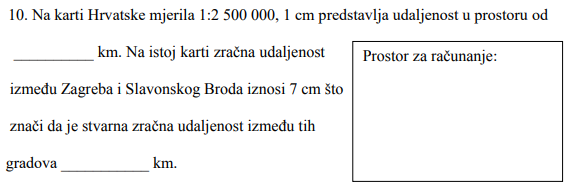 10. Na karti Hrvatske mjerila 1:2 500 000, 1 cm predstavlja udaljenost u prostoru od
__________ km. Na istoj karti zračna udaljenost
između Zagreba i Slavonskog Broda iznosi 7 cm što
znači da je stvarna zračna udaljenost između tih
gradova ___________ km.
Prostor za računanje: